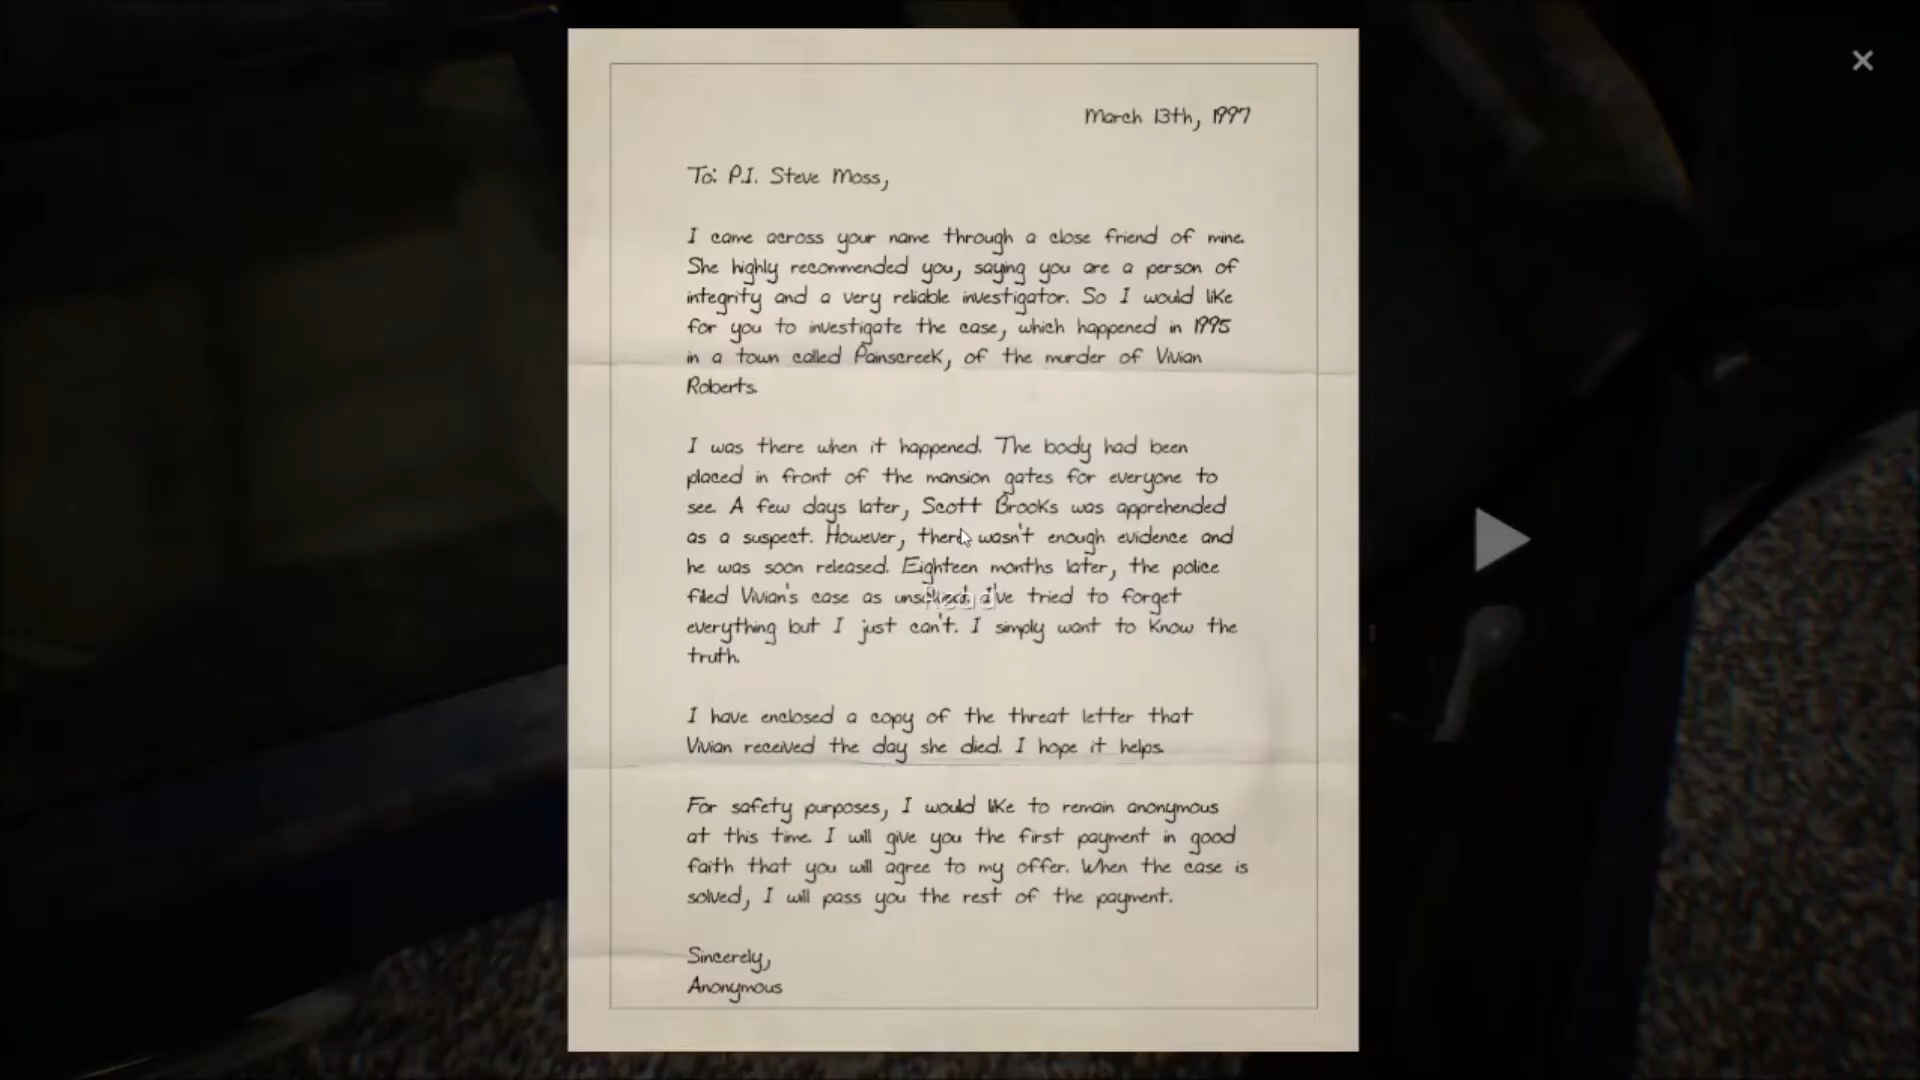 March 13th, 1997
To: P.I. Steve Moss,
I came across your name through a close friend of mine.
She highly recommended you, saying you are a person of
integrity and a very reliable investigator. So I would like
for you to investigate the case, which happened in 1995
in a town called Painscreek, of the murder of Vivian
Roberts.
I was there when it happened. The body had been
placed in front of the mansion gates for everyone to
see. A few days later, Scott Brooks was apprehended
as a suspect. However, there wasn't enough evidence and
he was soon released. Eighteen months later, the police
filed Vivian's case as unsolved. I've tried to forget
Read
everything but I just can't. I simply want to know the
truth.
I have enclosed a copy of the threat letter that
Vivian received the day she died. I hope it helps.
For safety purposes, I would like to remain anonymous
at this time. I will give you the first payment in good
faith that you will agree to my offer. When the case is
solved, I will pass you the rest of the payment.
Sincerely,
Anonymous